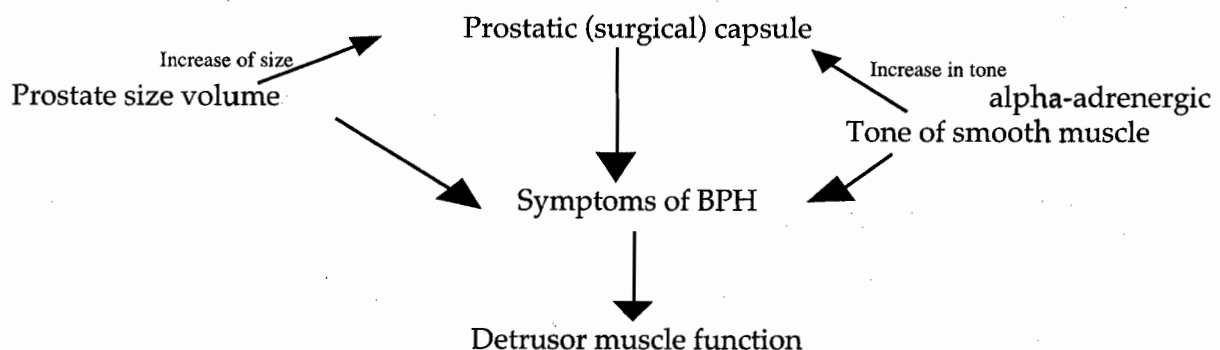 Prostatic (surgical) capsule
Increase of size
Increase in tone
Prostate size volume
alpha-adrenergic
Tone of smooth muscle
Symptoms of BPH
Detrusor muscle function